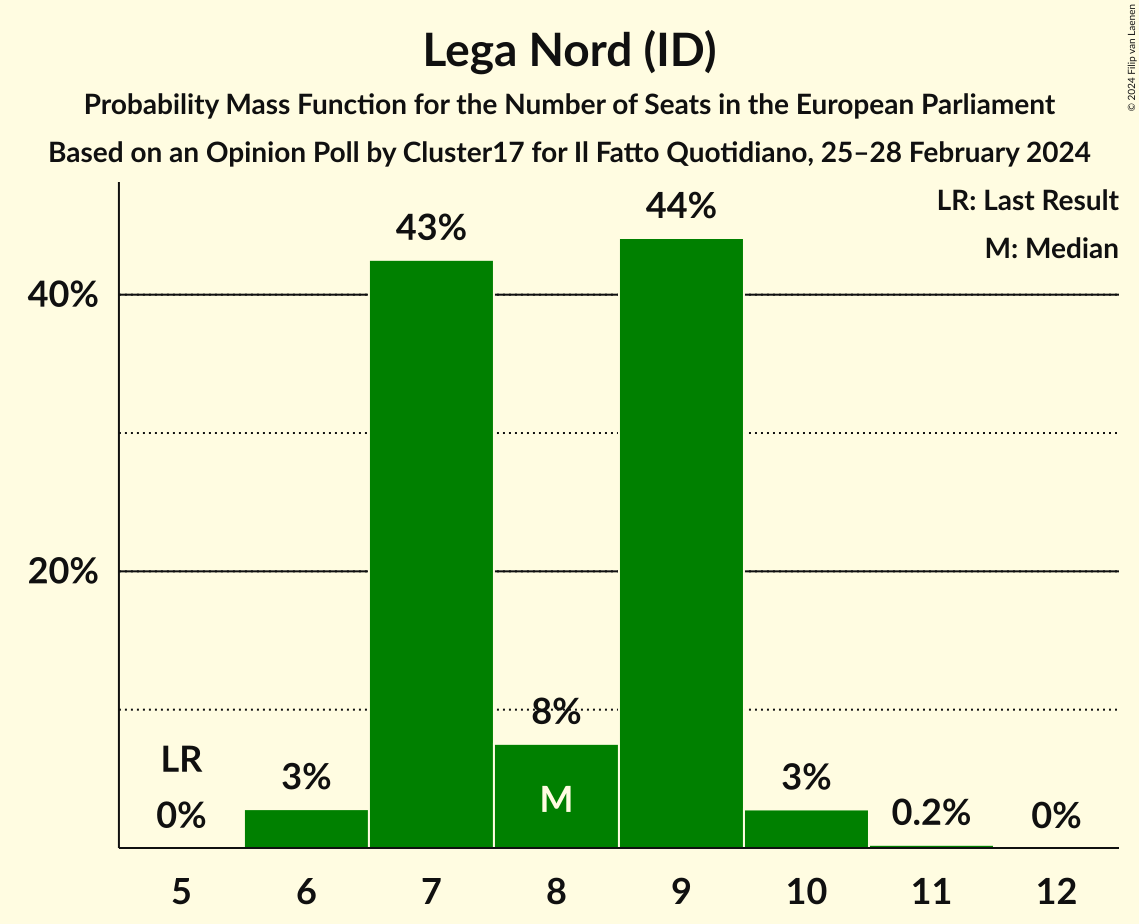 Lega Nord (ID)
Probability Mass Function for the Number of Seats in the European Parliament
Based on an Opinion Poll by Cluster17 for Il Fatto Quotidiano, 25–28 February 2024
© 2024 Filip van Laenen
LR: Last Result
M: Median
44%
43%
40%
20%
8%
LR
3%
3%
M
0%
0.2%
0%
5 6 7 8 9 10 11 12